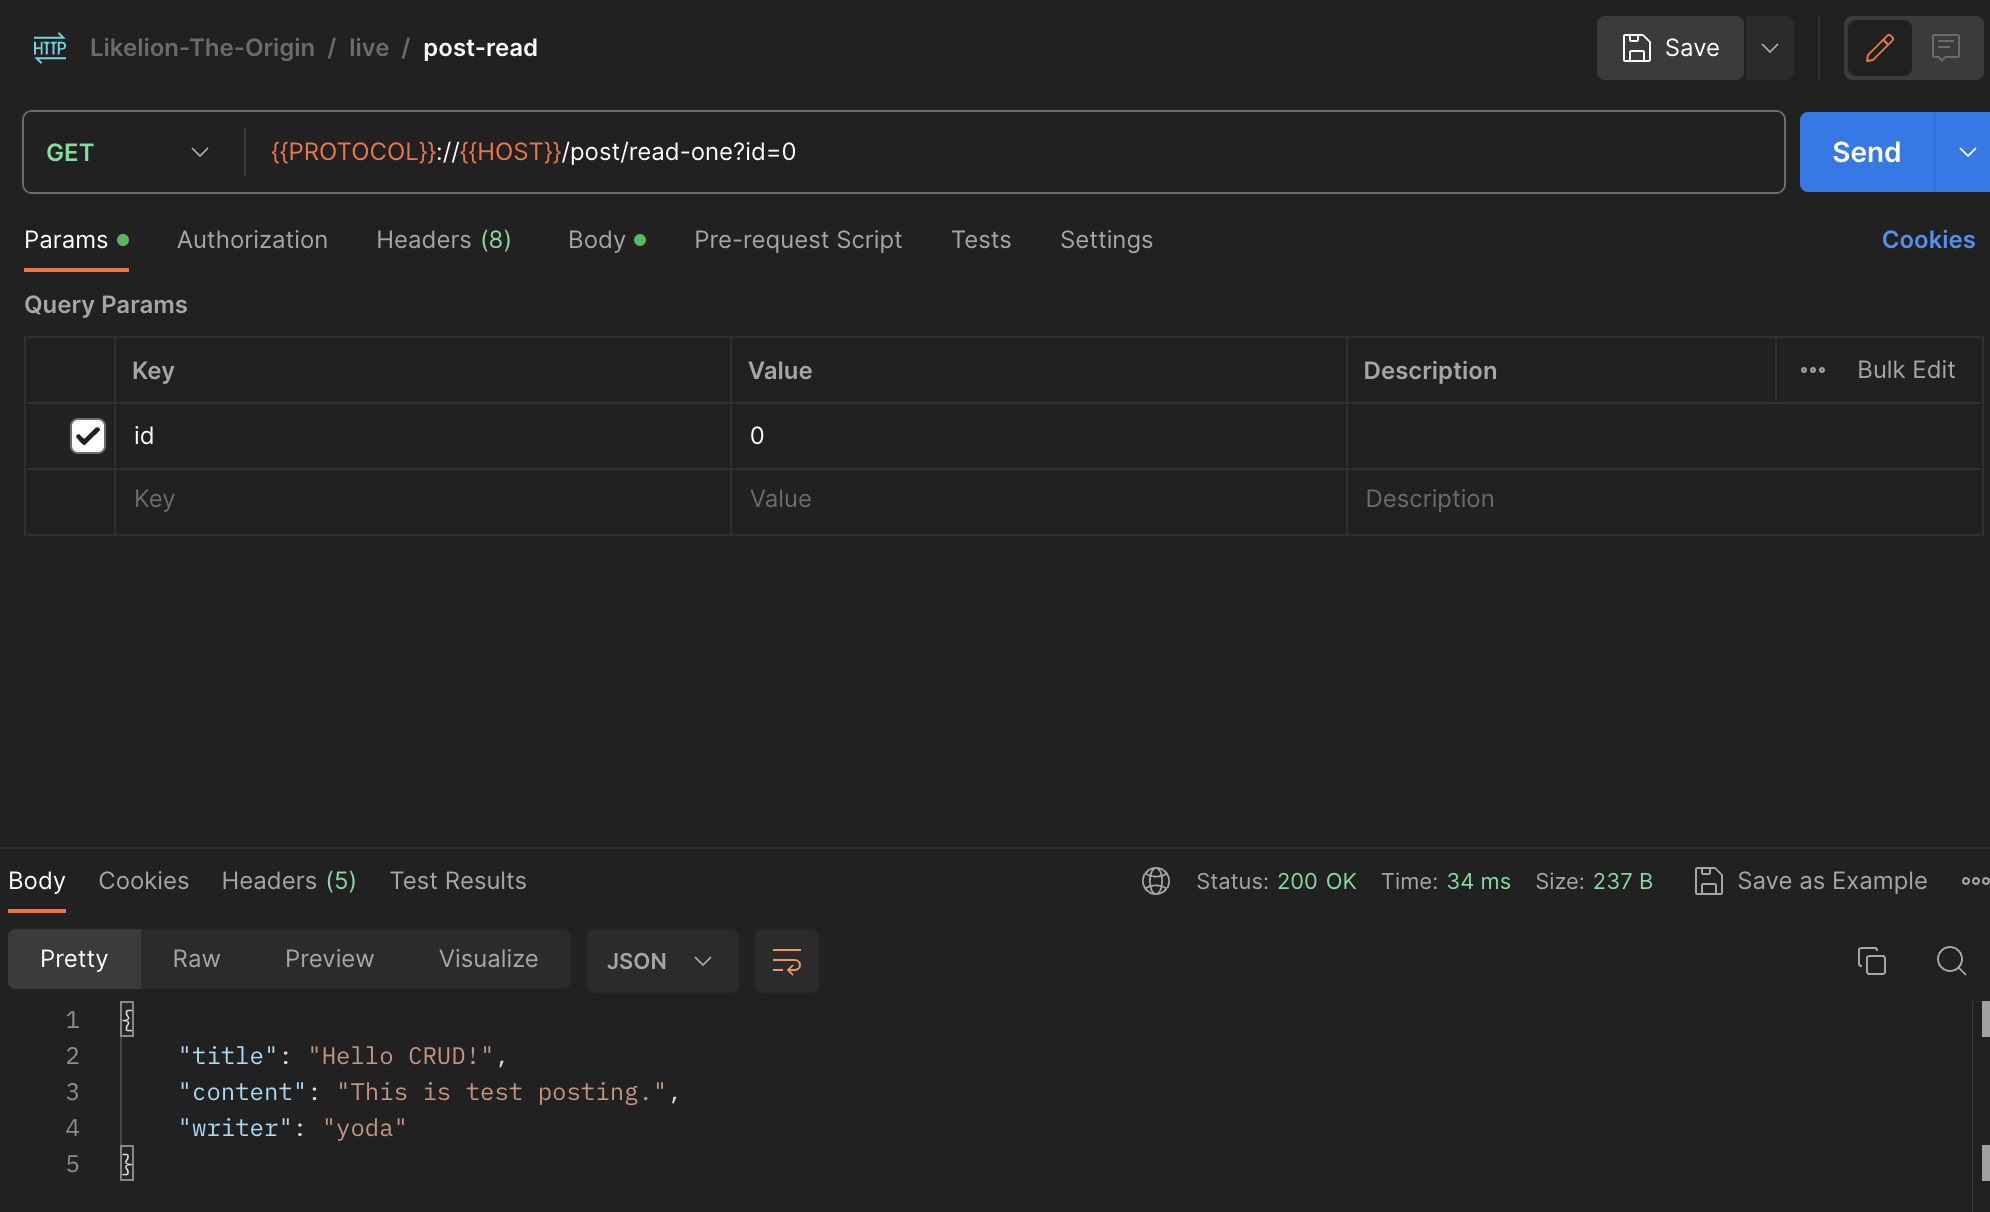 HTTP Likelion-The-Origin / live / post-read Save
GET {{PROTOCOL}}://{{HOST}}/post/read-one?id=0 Send
Params Authorization Headers (8) Body Pre-request Script Tests Settings Cookies
Query Params
Key Value Description Bulk Edit
id 0
Key Value Description
Body Cookies Headers (5) Test Results Status: 200 OK Time: 34 ms Size: 237 B Save as Example
Pretty Raw Preview Visualize JSON
1 {
2 "title": "Hello CRUD!",
3 "content": "This is test posting.",
4 "writer": "yoda"
5 }